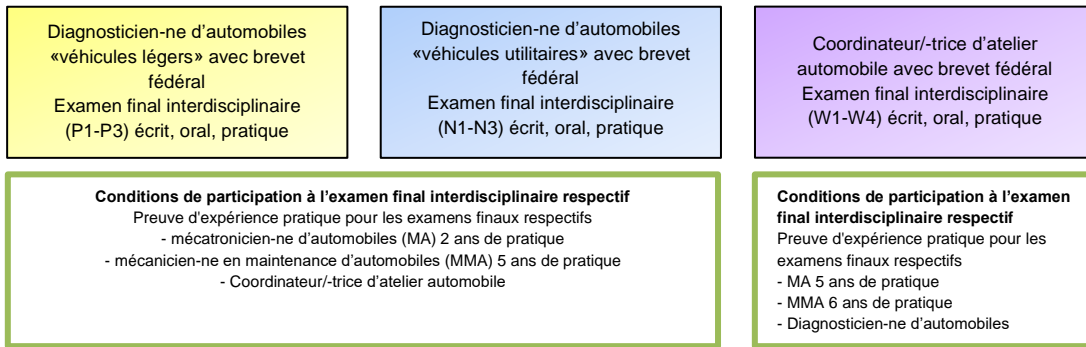 Diagnosticien-ne d'automobiles
«véhicules légers» avec brevet
fédéral
Examen final interdisciplinaire
(P1-P3) écrit, oral, pratique
Diagnosticien-ne d'automobiles
«véhicules utilitaires» avec brevet
fédéral
Examen final interdisciplinaire
(N1-N3) écrit, oral, pratique
Coordinateur/-trice d'atelier
automobile avec brevet fédéral
Examen final interdisciplinaire
(W1-W4) écrit, oral, pratique
Conditions de participation à l'examen final interdisciplinaire respectif
Preuve d'expérience pratique pour les examens finaux respectifs
- mécatronicien-ne d'automobiles (MA) 2 ans de pratique
- mécanicien-ne en maintenance d'automobiles (MMA) 5 ans de pratique
- Coordinateur/-trice d'atelier automobile
Conditions de participation à l'examen
final interdisciplinaire respectif
Preuve d'expérience pratique pour les
examens finaux respectifs
- MA 5 ans de pratique
- MMA 6 ans de pratique
- Diagnosticien-ne d'automobiles